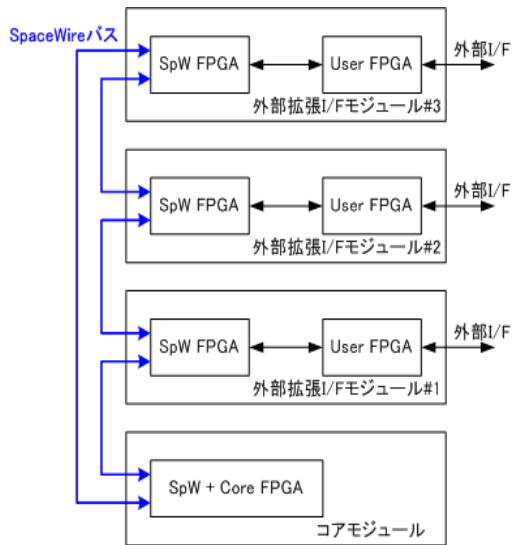 SpaceWireバス
SpW FPGA
User FPGA
外部I/F
外部拡張I/Fモジュール#3
SpW FPGA
User FPGA
外部I/F
外部拡張I/Fモジュール#2
SpW FPGA
User FPGA
外部I/F
外部拡張I/Fモジュール#1
SpW + Core FPGA
コアモジュール